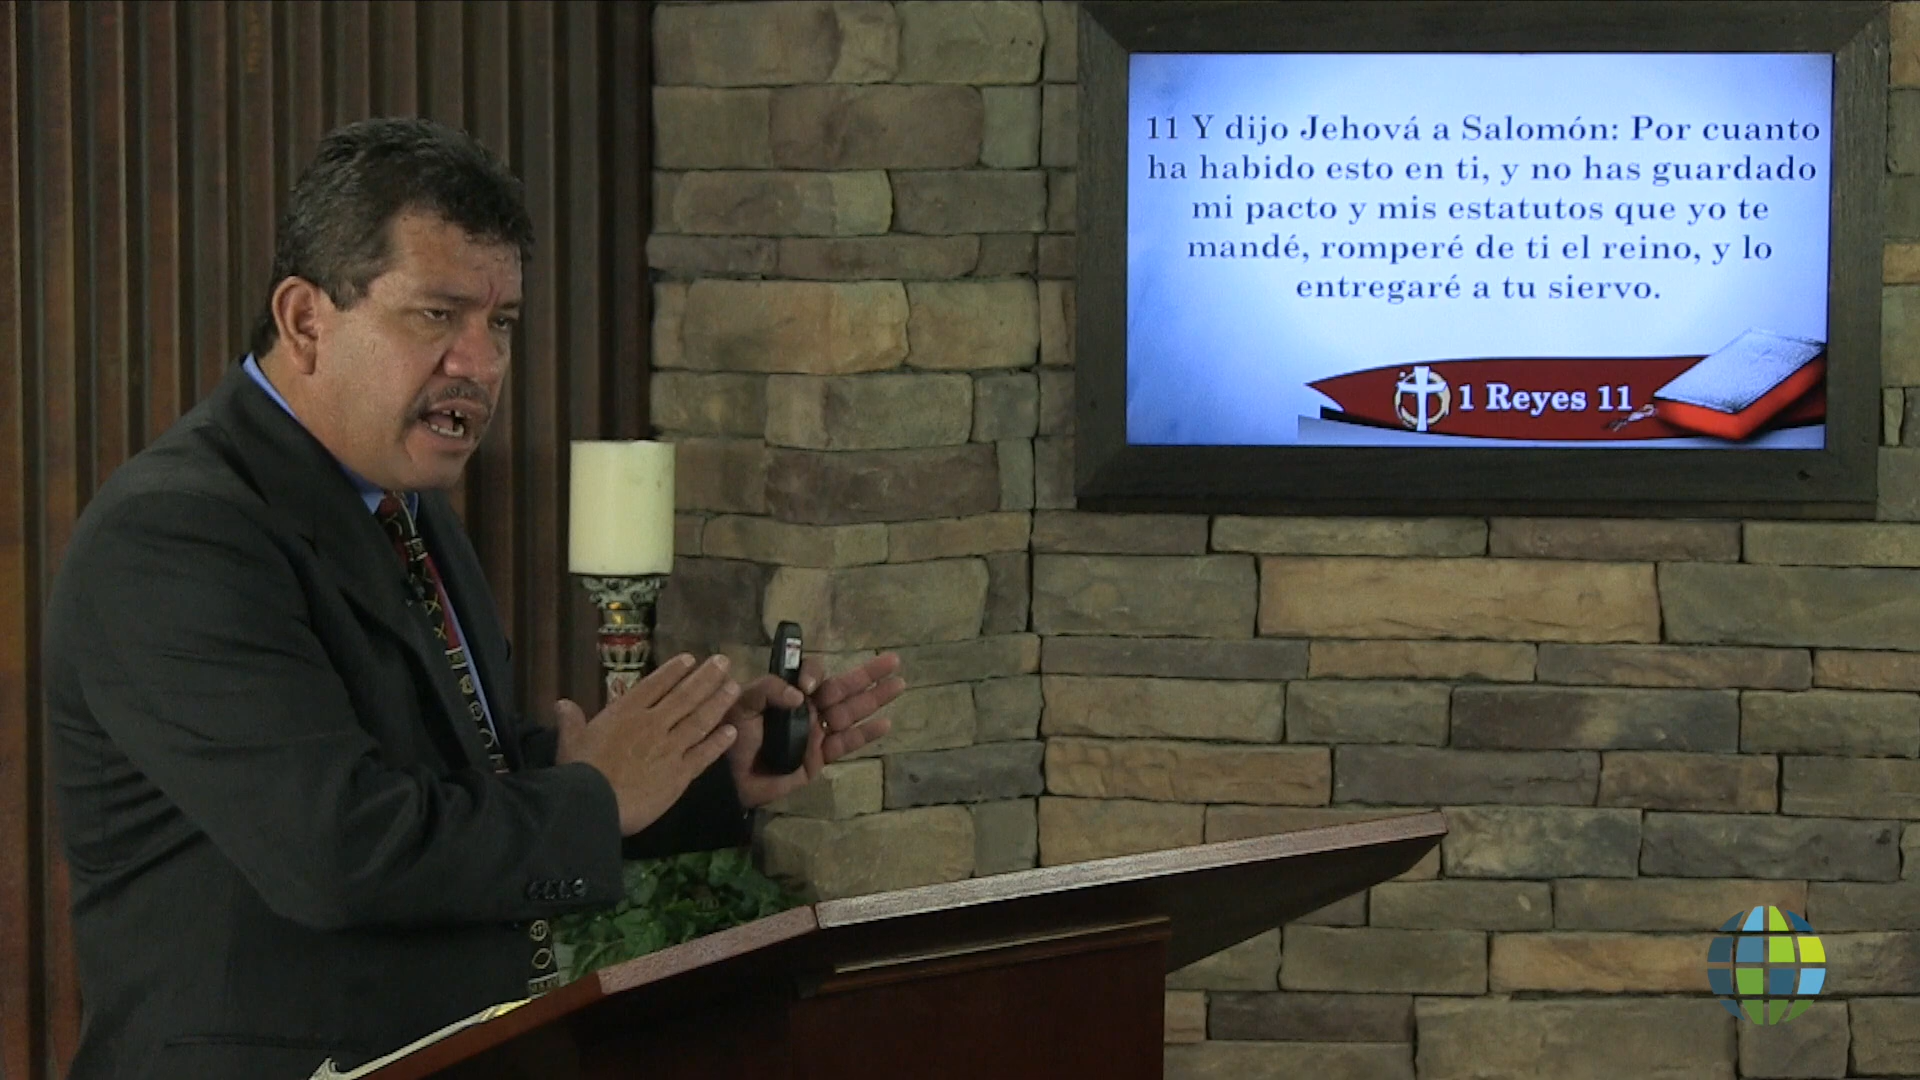 11 Y dijo Jehová a Salomón: Por cuanto
ha habido esto en ti, y no has guardado
mi pacto y mis estatutos que yo te
mandé, romperé de ti el reino, y lo
entregaré a tu siervo.
1 Reyes 11